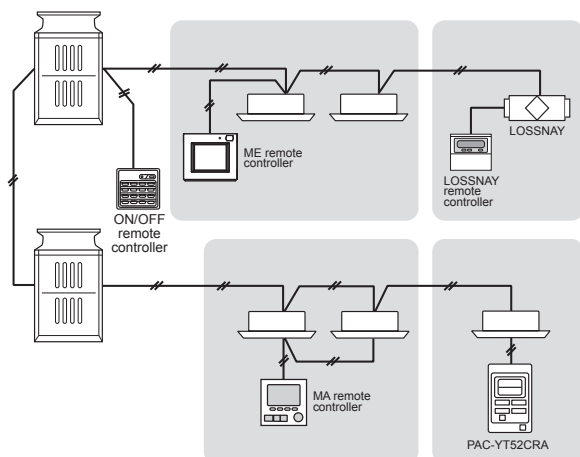 ME remote
controller
LOSSNAY
LOSSNAY
remote
controller
ON/OFF
remote
controller
MA remote
controller
PAC-YT52CRA